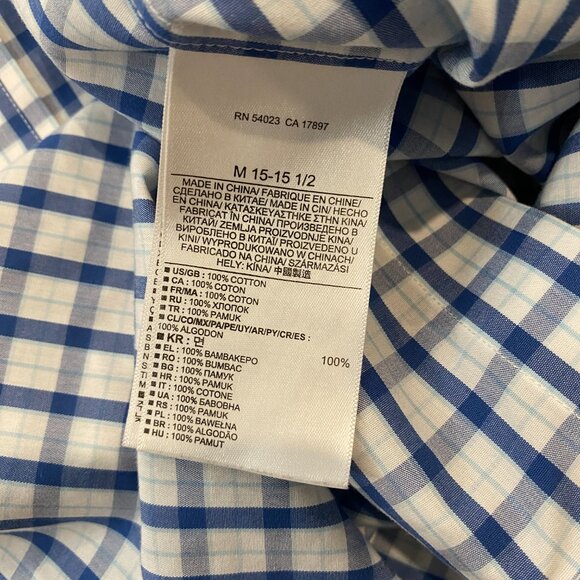 RN 54023 CA 17897
M 15-15 1/2
MADE IN CHINA/ FABRIQUE EN CHINE/
СДЕЛАНО В КИТАЕ/ MADE IN CIN/ HECHO
EN CHINA/ ΚΑΤΑΣΚΕΥΑΣΤΗΚΕ ΣΤΗΝ ΚΙΝΑ/
FABRICAT ÎN CHINA/ PROIZVEDENO U
KINI/ ZEMLJA PROIZVODNJE KINA/
ВИРОБЛЕНО В КИТАЇ/ PROIZVEDENO U
KINI/ WYPRODUKOWANO W CHINACH/
FABRICADO NA CHINA/ SZÁRMAZÁSI
HELY: KÍNA/ 中國製造
US/GB : 100% COTTON
CA : 100% COTON
FR/MA : 100% COTON
RU : 100% ХЛОПОК
TR : 100% PAMUK
CL/CO/MX/PA/PE/UY/AR/PY/CR/ES :
100% ALGODON
KR : 면 100%
EL : 100% ΒΑΜΒΑΚΕΡΟ
RO : 100% BUMBAC
BG : 100% ПАМУК
HR : 100% PAMUK
IT : 100% COTONE
UA : 100% БАВОВНА
RS : 100% PAMUK
PL : 100% BAWEŁNA
BR : 100% ALGODÃO
HU : 100% PAMUT